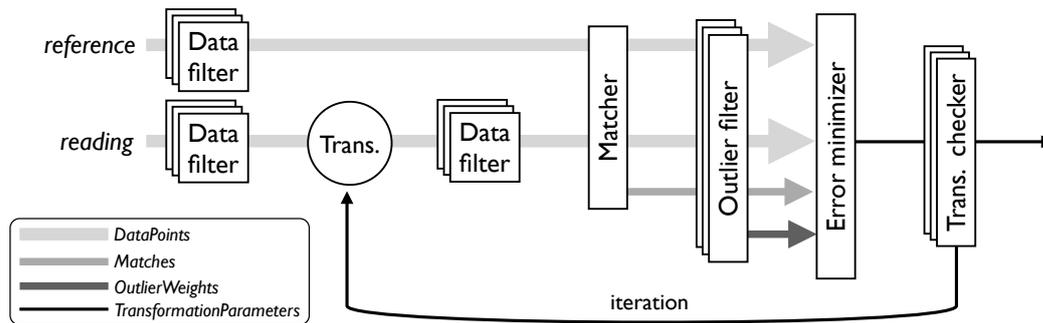 reference
Data
filter
reading
Data
filter
Trans.
Data
filter
Matcher
Outlier filter
Error minimizer
Trans. checker
DataPoints
Matches
OutlierWeights
TransformationParameters
iteration